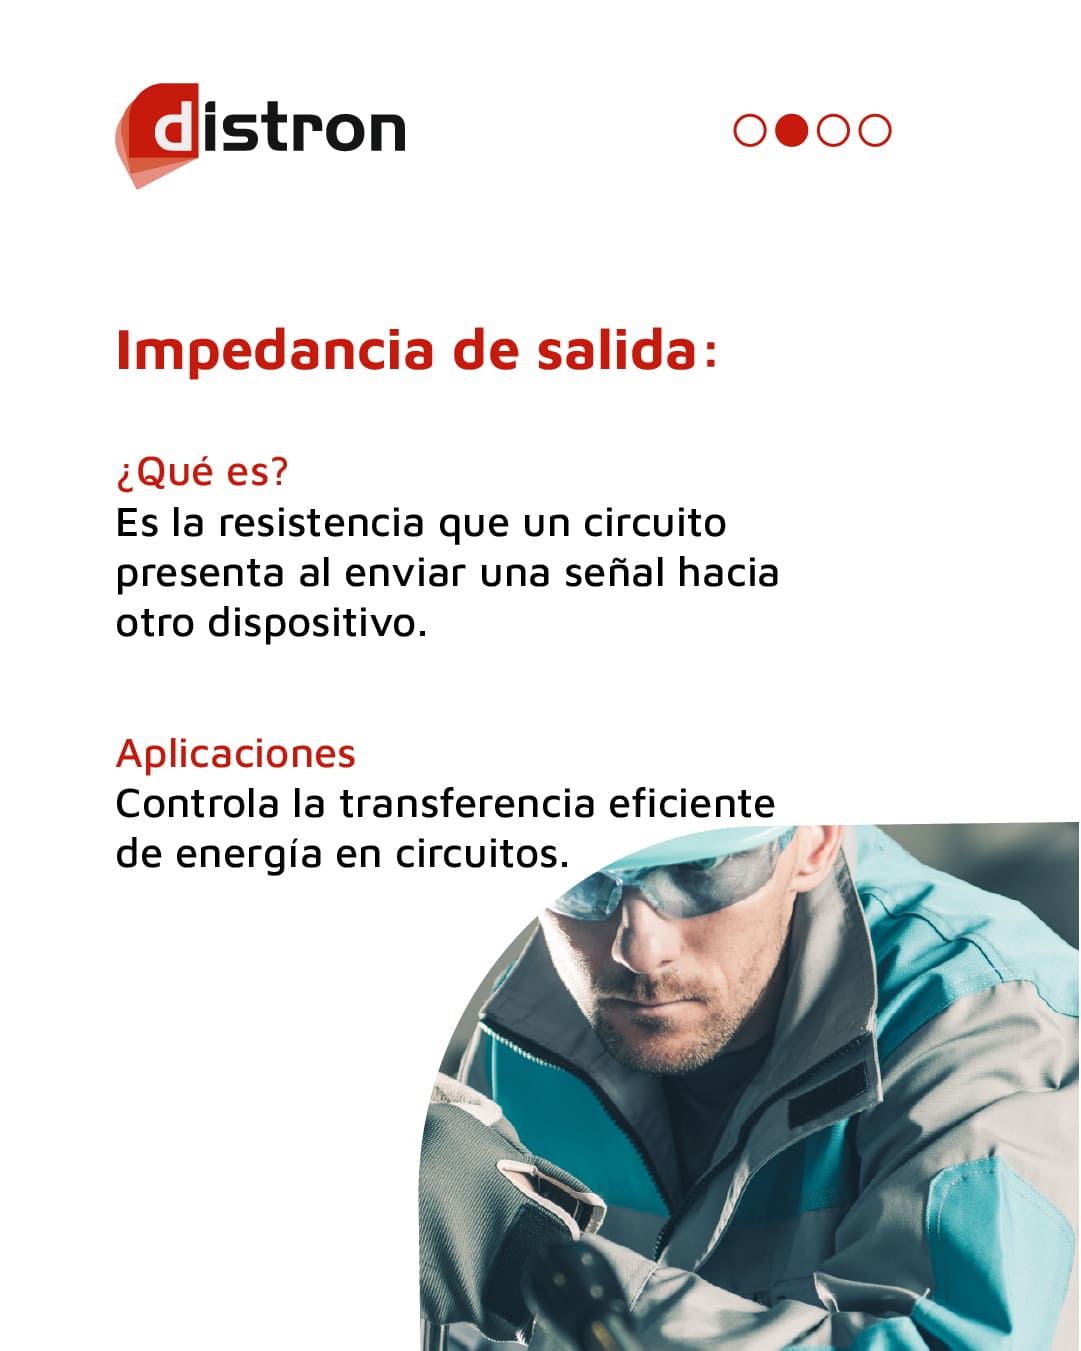 distron
Impedancia de salida:
¿Qué es?
Es la resistencia que un circuito
presenta al enviar una señal hacia
otro dispositivo.
Aplicaciones
Controla la transferencia eficiente
de energía en circuitos.